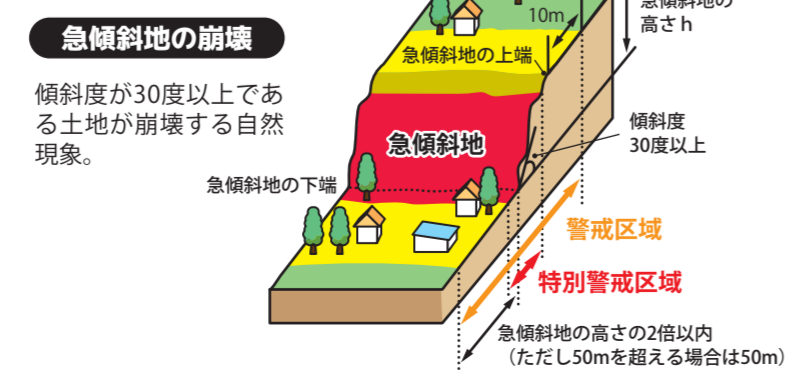 急傾斜地の崩壊
傾斜度が30度以上であ
る土地が崩壊する自然
現象。
10m
急傾斜地の
高さh
急傾斜地の上端
急傾斜地
傾斜度
30度以上
急傾斜地の下端
警戒区域
特別警戒区域
急傾斜地の高さの2倍以内
（ただし50mを超える場合は50m）